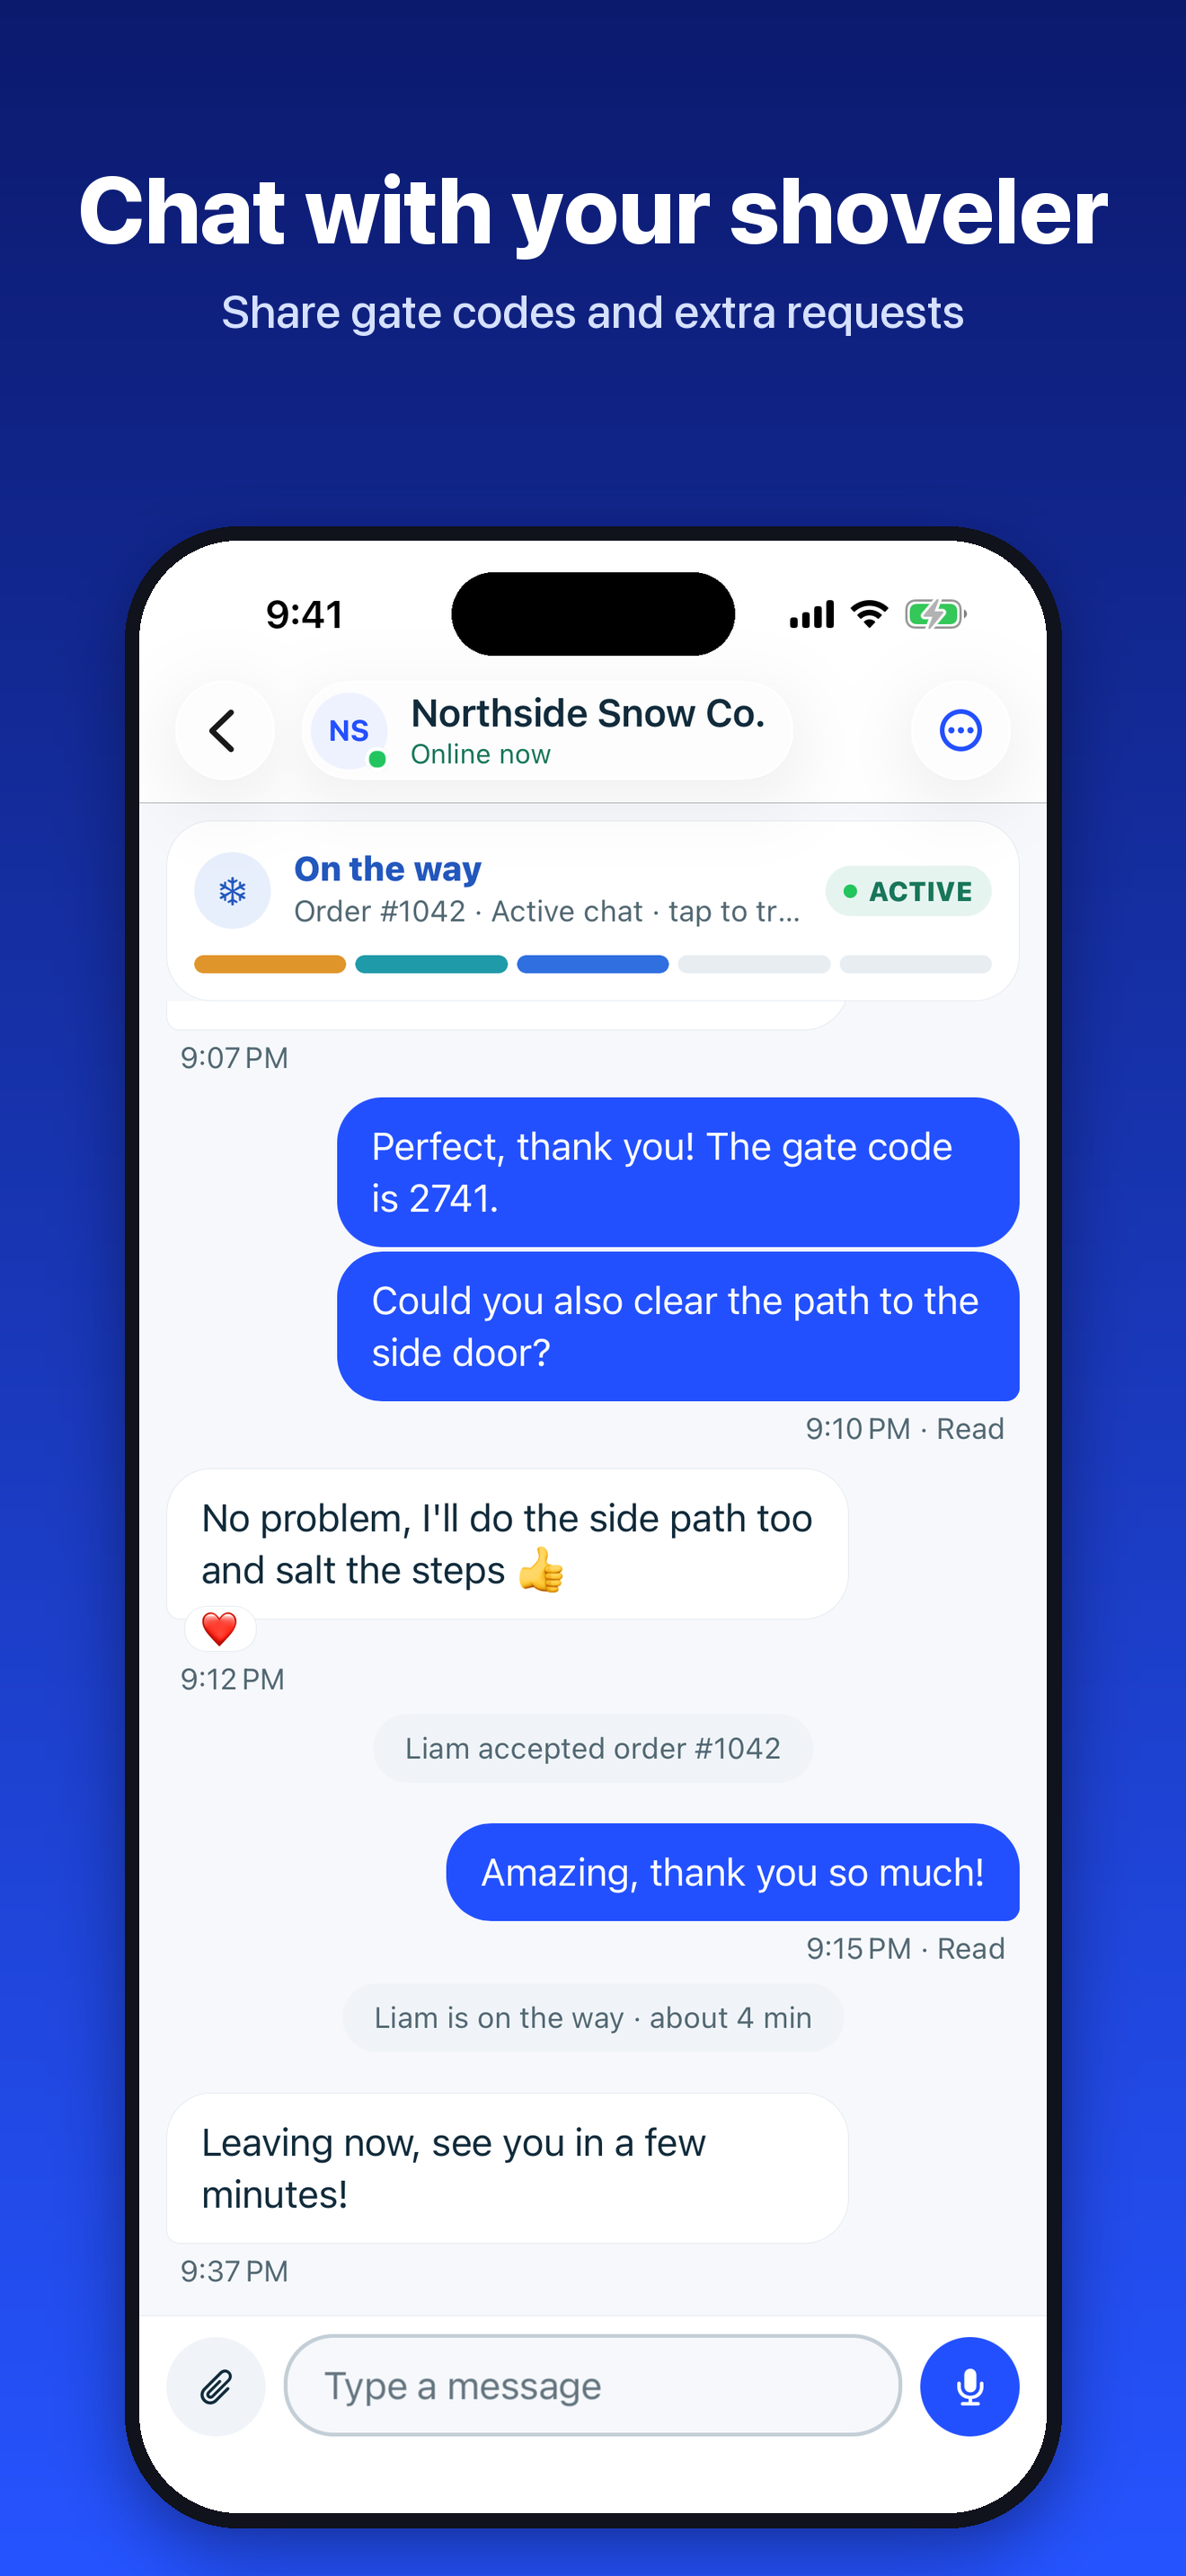 Chat with your shoveler
Share gate codes and extra requests
9:41
NS
Northside Snow Co.
Online now
On the way
Order #1042 · Active chat · tap to tr...
ACTIVE
9:07 PM
Perfect, thank you! The gate code
is 2741.
Could you also clear the path to the
side door?
9:10 PM · Read
No problem, I'll do the side path too
and salt the steps 👍
❤️
9:12 PM
Liam accepted order #1042
Amazing, thank you so much!
9:15 PM · Read
Liam is on the way · about 4 min
Leaving now, see you in a few
minutes!
9:37 PM
Type a message